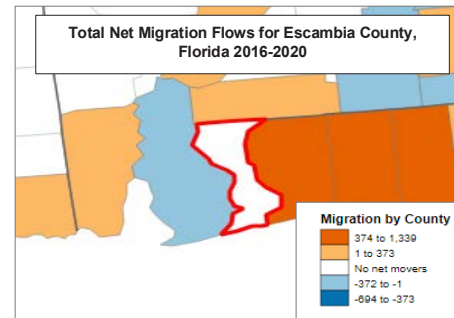 Total Net Migration Flows for Escambia County,
Florida 2016-2020
Migration by County
374 to 1,339
1 to 373
No net movers
-372 to -1
-694 to -373